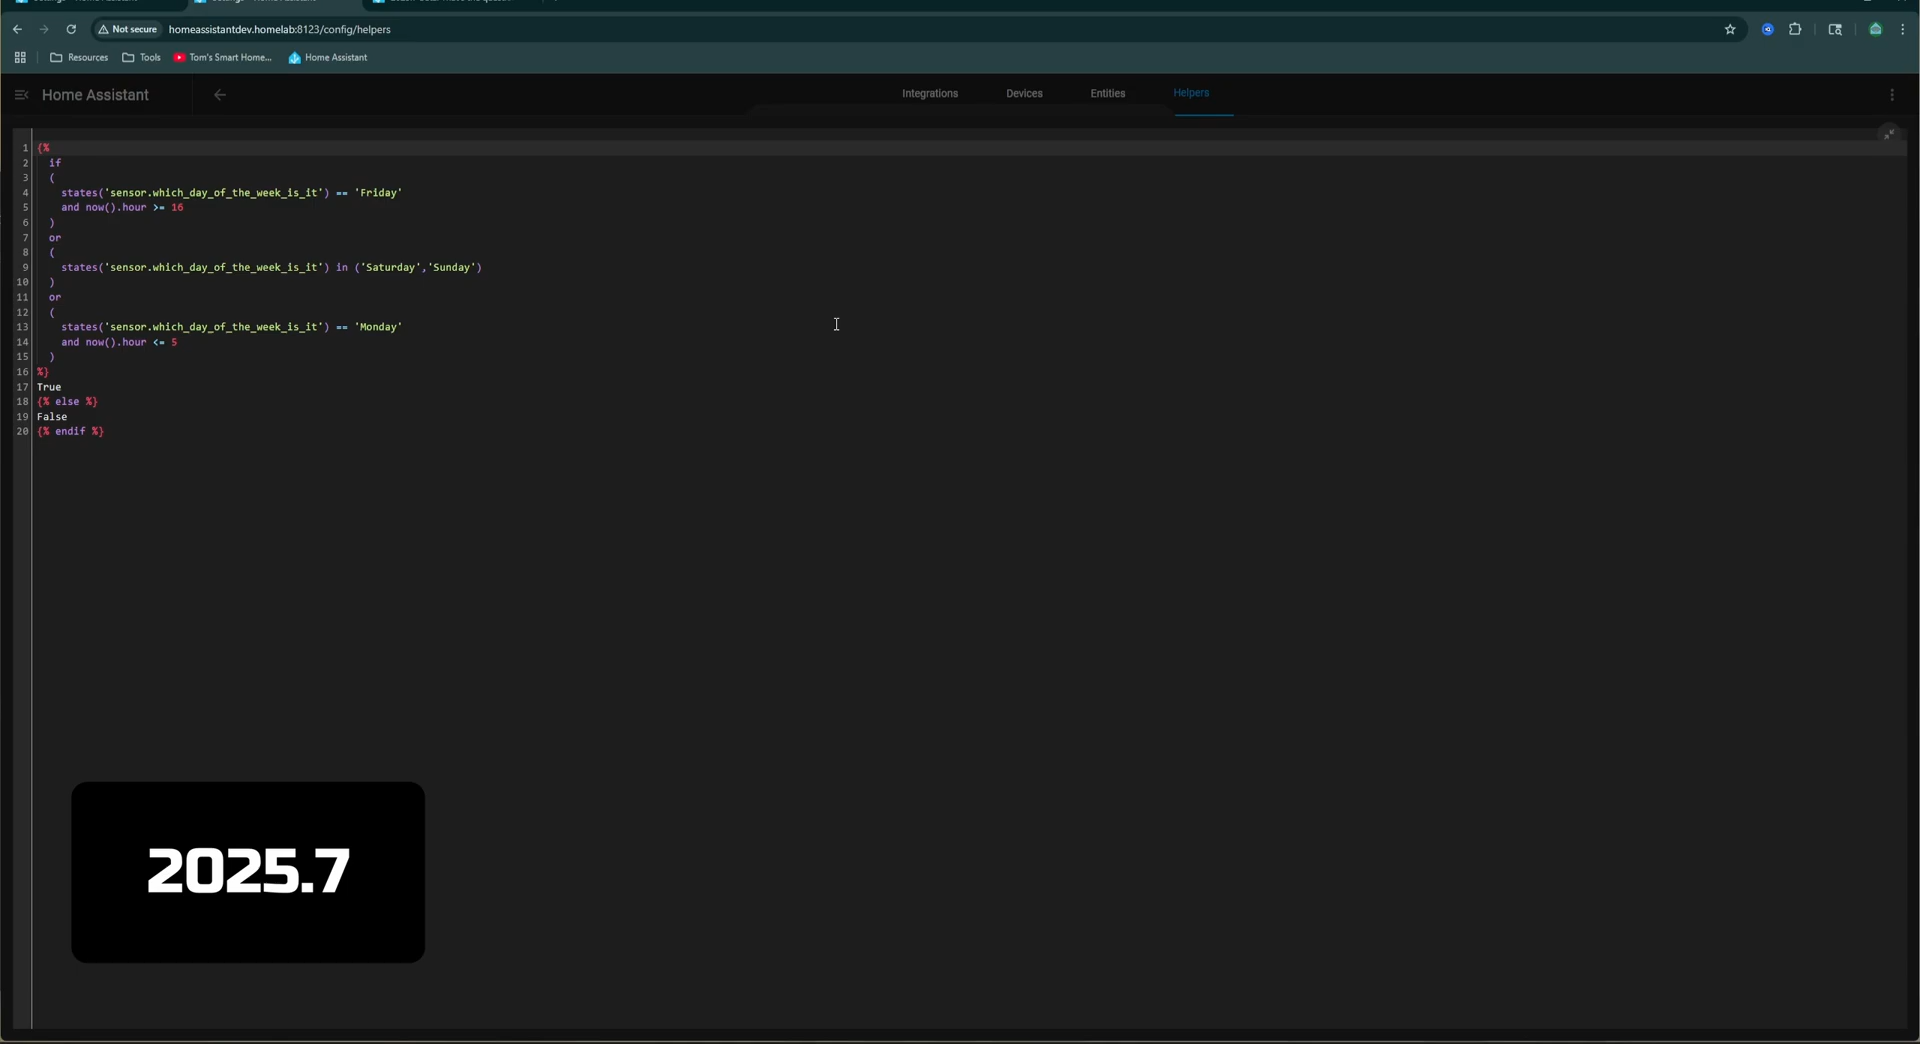 Not secure homeassistantdev.homelab:8123/config/helpers
Resources Tools Tom's Smart Home... Home Assistant
Home Assistant Integrations Devices Entities Helpers
1 {%
2 if
3 (
4 states('sensor.which_day_of_the_week_is_it') == 'Friday'
5 and now().hour >= 16
6 )
7 or
8 (
9 states('sensor.which_day_of_the_week_is_it') in ('Saturday','Sunday')
10 )
11 or
12 (
13 states('sensor.which_day_of_the_week_is_it') == 'Monday'
14 and now().hour <= 5
15 )
16 %}
17 True
18 {% else %}
19 False
20 {% endif %}
2025.7